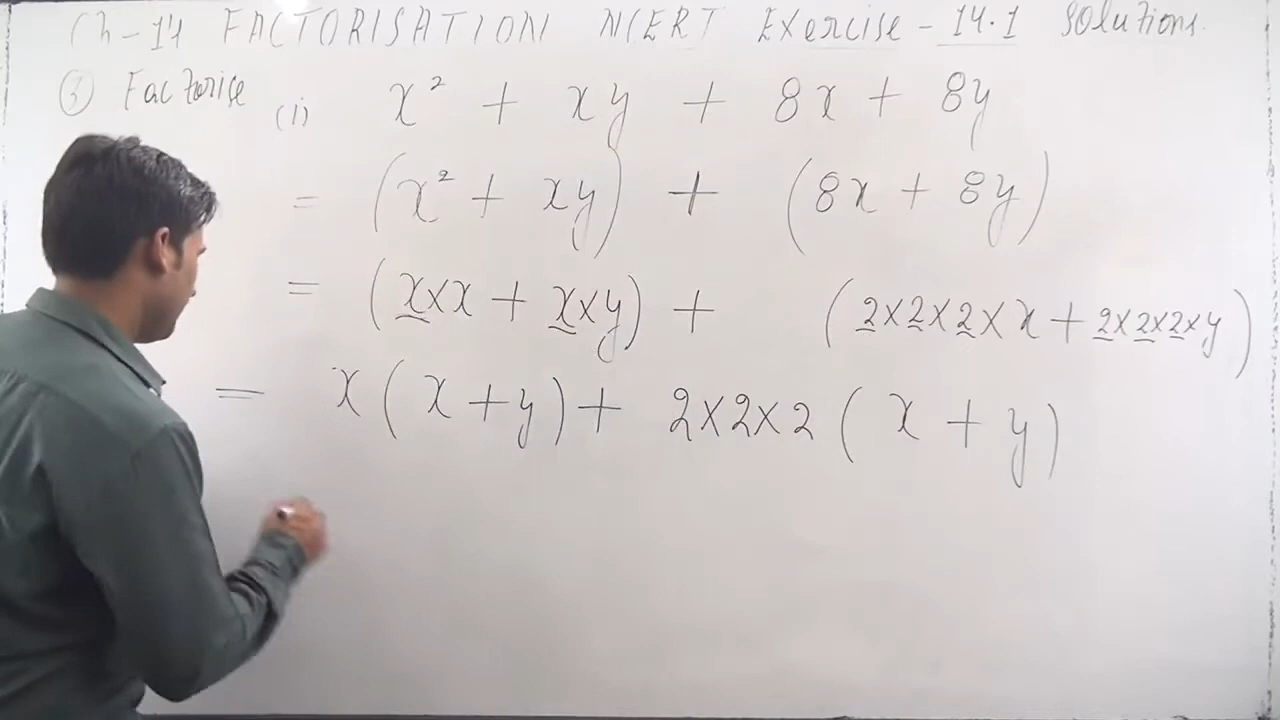 Ch-14 FACTORISATION NCERT Exercise - 14.1 Solutions.
③ Factorise (i) x² + xy + 8x + 8y
= (x² + xy) + (8x + 8y)
= (x×x + x×y) + (2×2×2×x + 2×2×2×y)
= x(x+y) + 2×2×2(x + y)